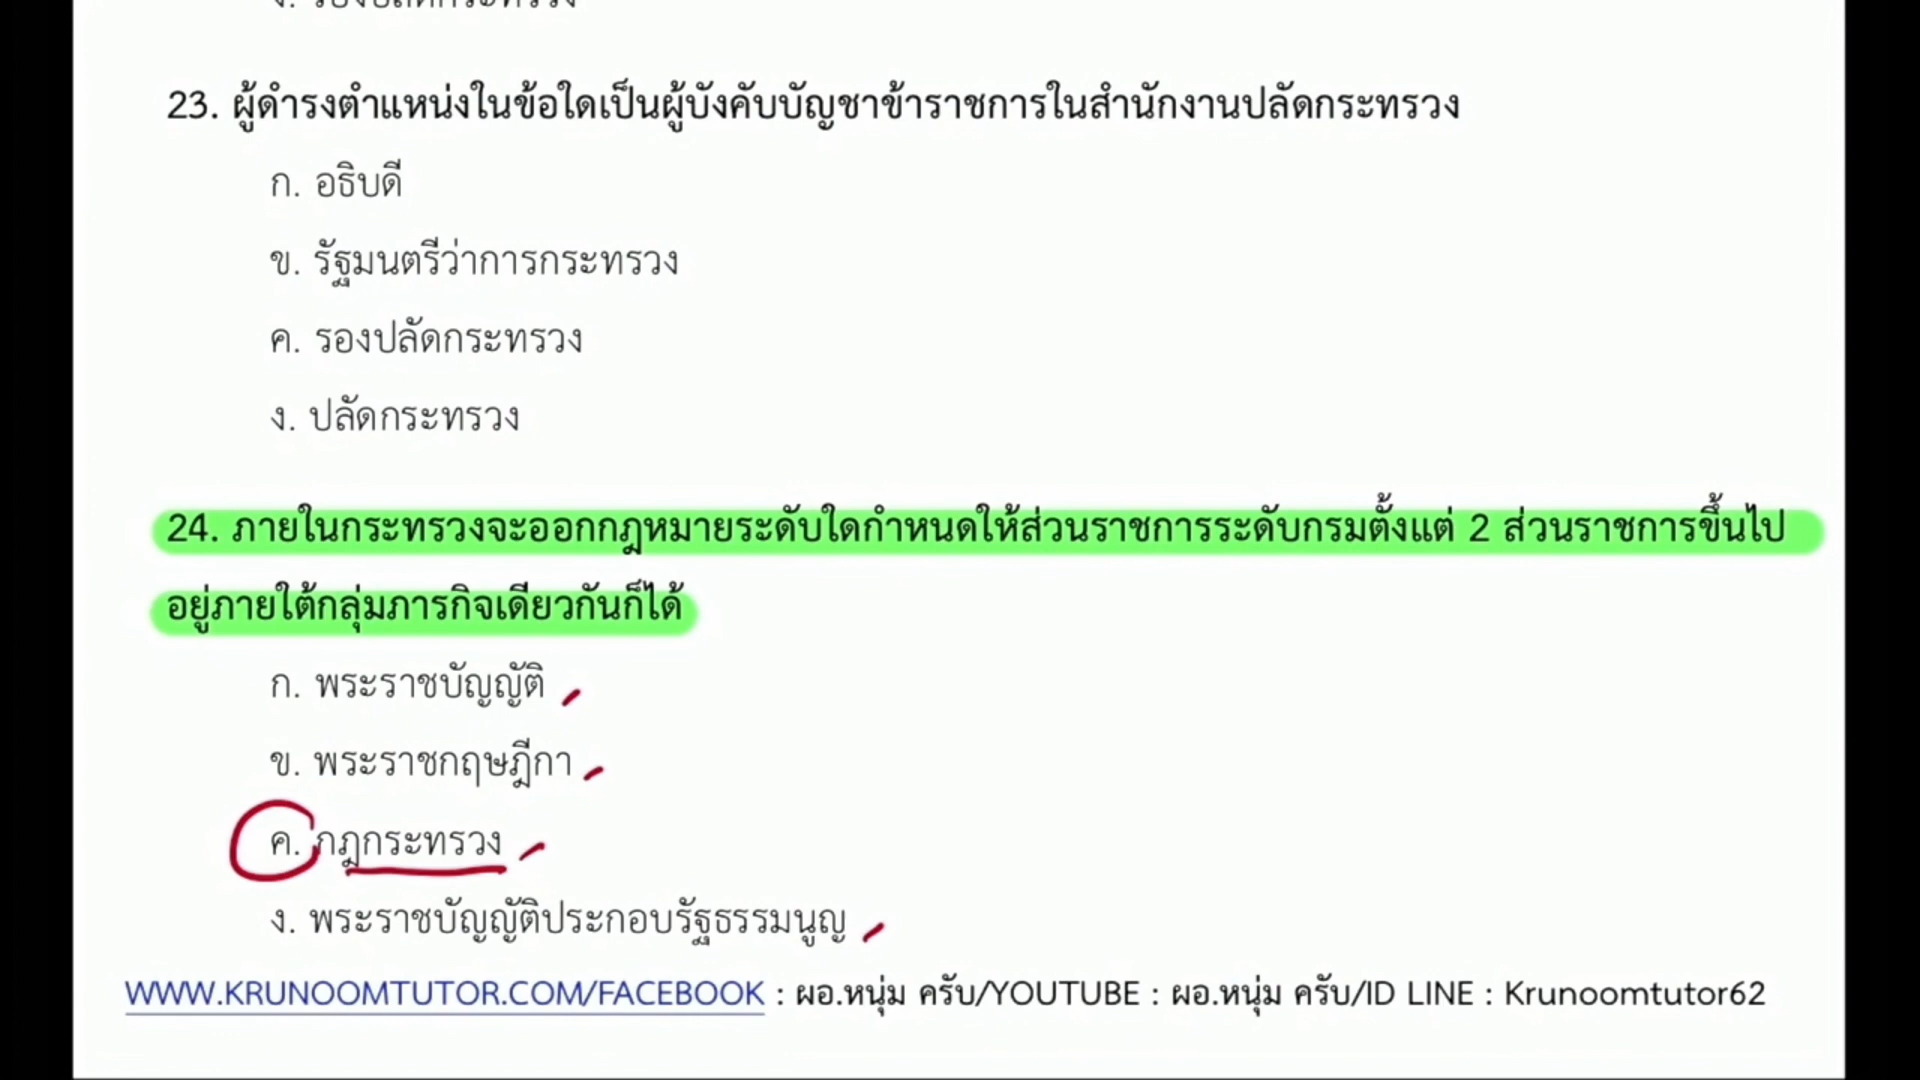 ง. รองปลัดกระทรวง
23. ผู้ดำรงตำแหน่งในข้อใดเป็นผู้บังคับบัญชาข้าราชการในสำนักงานปลัดกระทรวง
ก. อธิบดี
ข. รัฐมนตรีว่าการกระทรวง
ค. รองปลัดกระทรวง
ง. ปลัดกระทรวง
24. ภายในกระทรวงจะออกกฎหมายระดับใดกำหนดให้ส่วนราชการระดับกรมตั้งแต่ 2 ส่วนราชการขึ้นไป
อยู่ภายใต้กลุ่มภารกิจเดียวกันก็ได้
ก. พระราชบัญญัติ
ข. พระราชกฤษฎีกา
ค. กฎกระทรวง
ง. พระราชบัญญัติประกอบรัฐธรรมนูญ
WWW.KRUNOOMTUTOR.COM/FACEBOOK : ผอ.หนุ่ม ครับ/YOUTUBE : ผอ.หนุ่ม ครับ/ID LINE : Krunoomtutor62